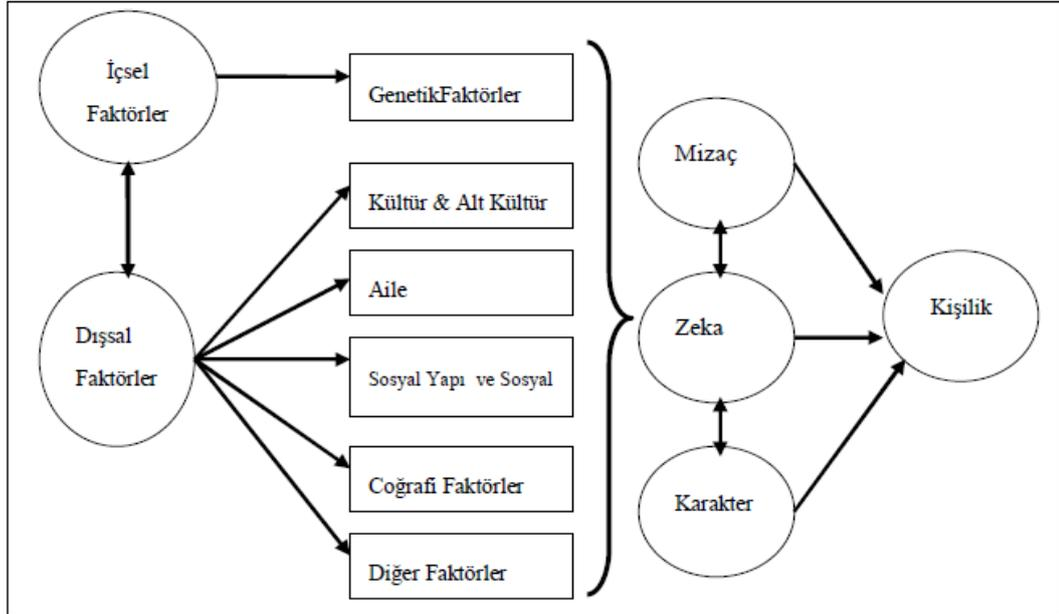 İçsel
Faktörler
GenetikFaktörler
Kültür & Alt Kültür
Aile
Dışsal
Faktörler
Sosyal Yapı ve Sosyal
Coğrafi Faktörler
Diğer Faktörler
Mizaç
Zeka
Karakter
Kişilik